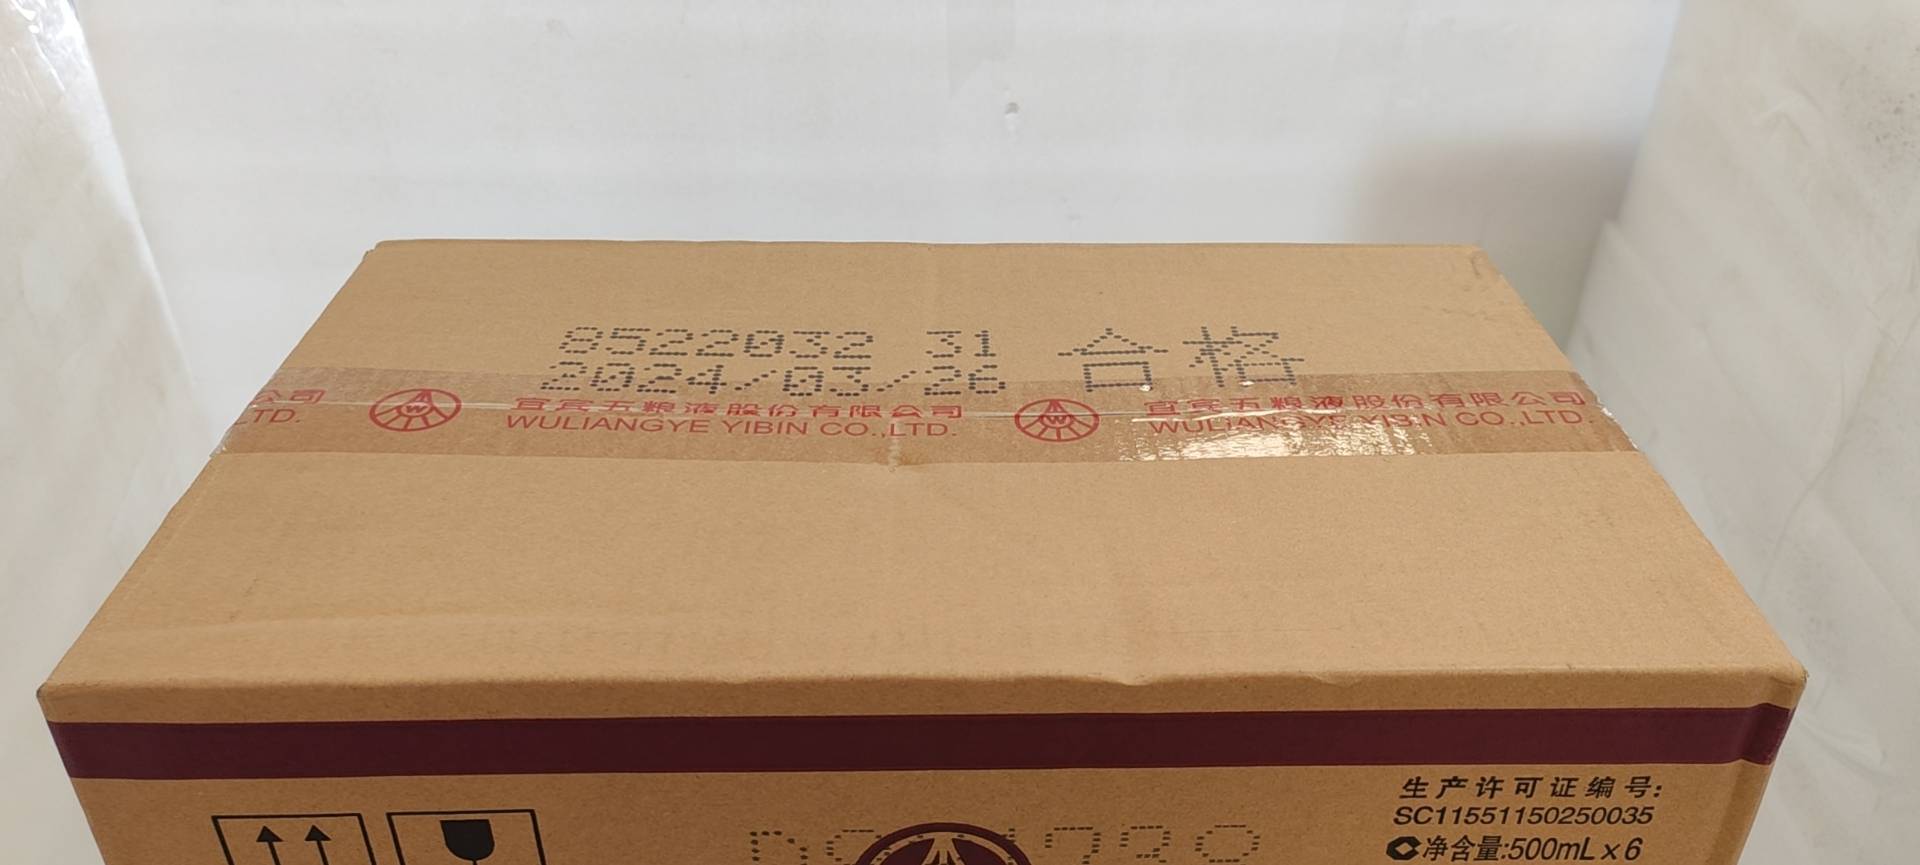 8522032 31 合格
2024/03/26
公司 宜宾五粮液股份有限公司 宜宾五粮液股份有限公司
LTD. WULIANGYE YIBIN CO.,LTD. WULIANGYE YIBIN CO.,LTD.
生产许可证编号:
SC11551150250035
净含量:500mL x 6